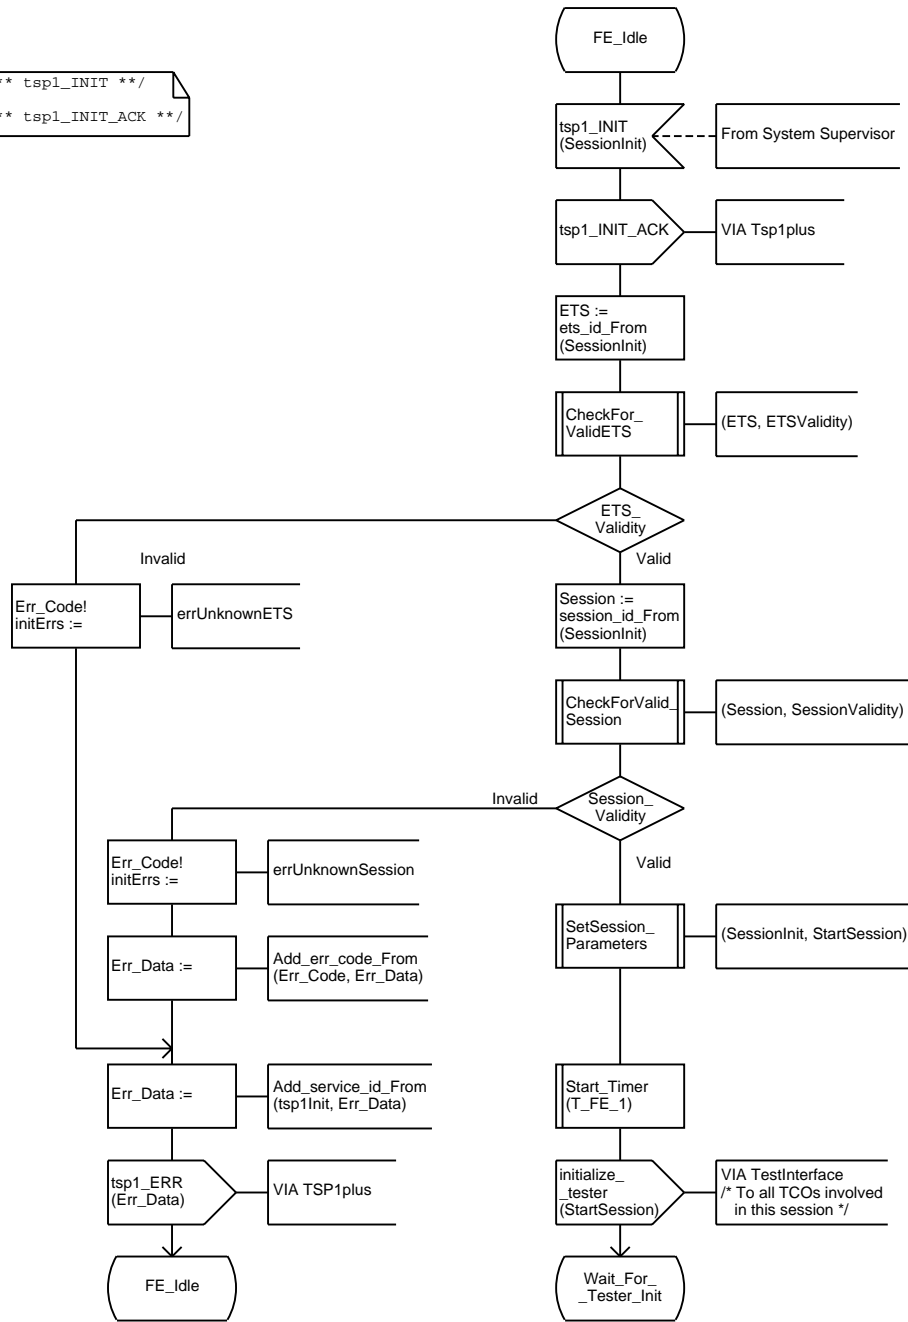 FE_Idle
** tsp1_INIT **/
** tsp1_INIT_ACK **/
tsp1_INIT
(SessionInit)
From System Supervisor
tsp1_INIT_ACK
VIA Tsp1plus
ETS :=
ets_id_From
(SessionInit)
CheckFor_
ValidETS
(ETS, ETSValidity)
ETS_
Validity
Invalid
Valid
Err_Code!
initErrs :=
errUnknownETS
Session :=
session_id_From
(SessionInit)
CheckForValid_
Session
(Session, SessionValidity)
Session_
Validity
Invalid
Valid
Err_Code!
initErrs :=
errUnknownSession
SetSession_
Parameters
(SessionInit, StartSession)
Err_Data :=
Add_err_code_From
(Err_Code, Err_Data)
Err_Data :=
Add_service_id_From
(tsp1Init, Err_Data)
Start_Timer
(T_FE_1)
tsp1_ERR
(Err_Data)
VIA TSP1plus
initialize_
_tester
(StartSession)
VIA TestInterface
/* To all TCOs involved
in this session */
FE_Idle
Wait_For_
_Tester_Init